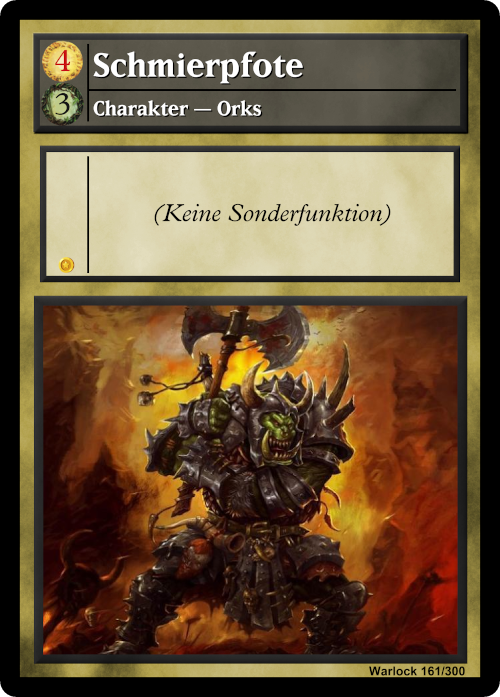 4
Schmierpfote
3
Charakter — Orks
(Keine Sonderfunktion)
Warlock 161/300